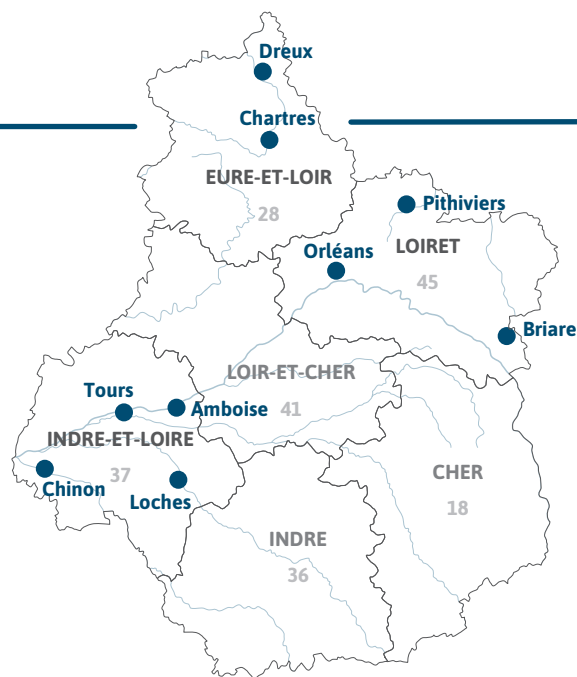 Dreux
Chartres
EURE-ET-LOIR
28
Pithiviers
LOIRET
45
Orléans
Briare
LOIR-ET-CHER
41
Tours
Amboise
INDRE-ET-LOIRE
37
Chinon
Loches
CHER
18
INDRE
36